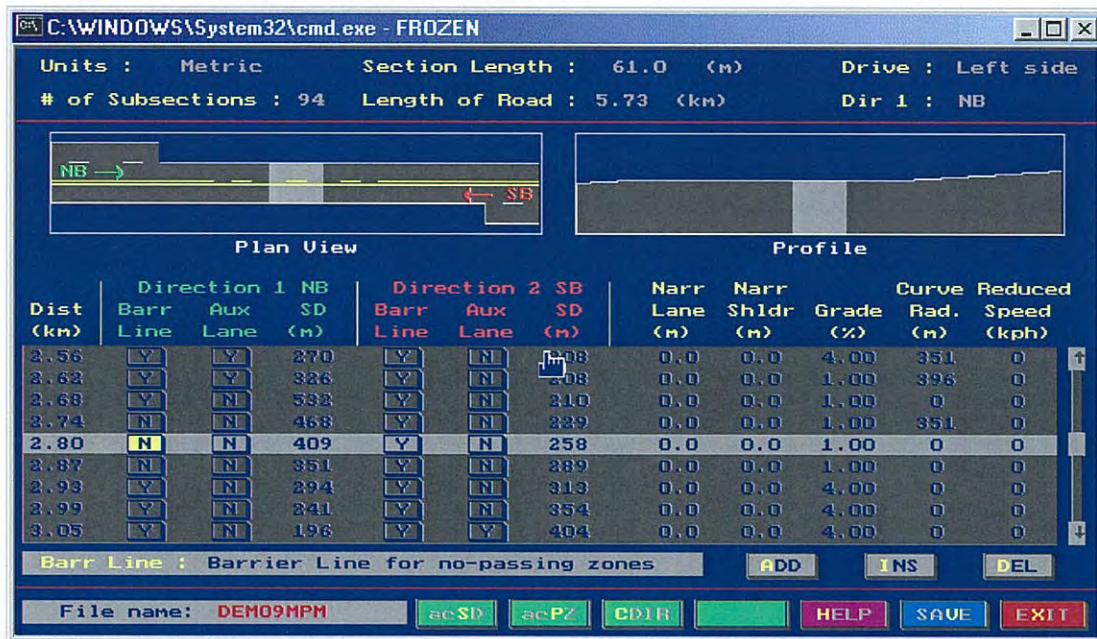 C:\WINDOWS\System32\cmd.exe - FROZEN
Units : Metric Section Length : 61.0 (m) Drive : Left side
# of Subsections : 94 Length of Road : 5.73 (km) Dir 1 : NB
NB
SB
Plan View Profile
Direction 1 NB Direction 2 SB Narr Narr Curve Reduced
Dist Barr Aux SD Barr Aux SD Lane Shldr Grade Rad. Speed
(km) Line Lane (m) Line Lane (m) (m) (m) (%) (m) (kph)
2.56 Y Y 270 Y N 0.0 0.0 4.00 351 0
2.62 Y Y 326 Y N 0.0 0.0 1.00 396 0
2.68 Y N 532 Y N 210 0.0 0.0 1.00 0 0
2.74 N N 468 Y N 229 0.0 0.0 1.00 351 0
2.80 N N 409 Y N 258 0.0 0.0 1.00 0 0
2.87 N N 351 Y N 289 0.0 0.0 1.00 0 0
2.93 N N 294 Y N 313 0.0 0.0 4.00 0 0
2.99 Y N 241 Y N 354 0.0 0.0 4.00 0 0
3.05 Y N 196 Y Y 404 0.0 0.0 4.00 0 0
Barr Line : Barrier Line for no-passing zones ADD INS DEL
File name: DEMO9MPM acSD acPZ CDIR HELP SAVE EXIT